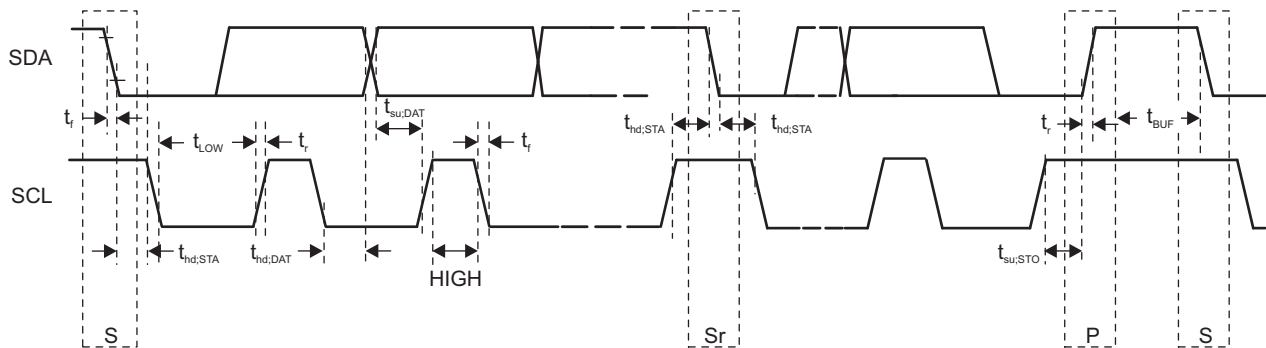 SDA
t_f
t_LOW
t_r
t_su;DAT
t_f
t_hd;STA
t_hd;STA
t_r
t_BUF
SCL
t_hd;STA
t_hd;DAT
HIGH
t_su;STO
S
Sr
P
S